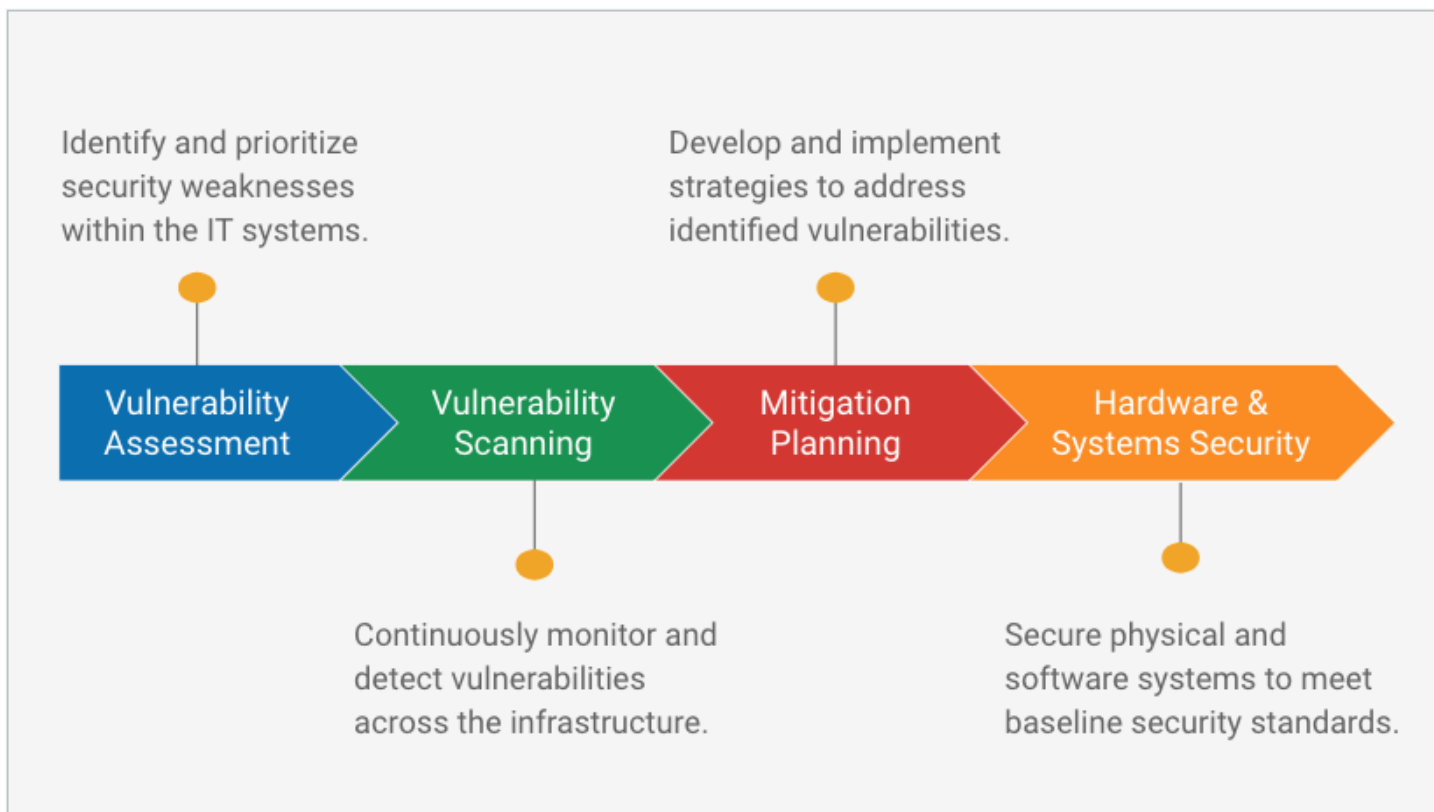 Identify and prioritize
security weaknesses
within the IT systems.
Develop and implement
strategies to address
identified vulnerabilities.
Vulnerability
Assessment
Vulnerability
Scanning
Mitigation
Planning
Hardware &
Systems Security
Continuously monitor and
detect vulnerabilities
across the infrastructure.
Secure physical and
software systems to meet
baseline security standards.